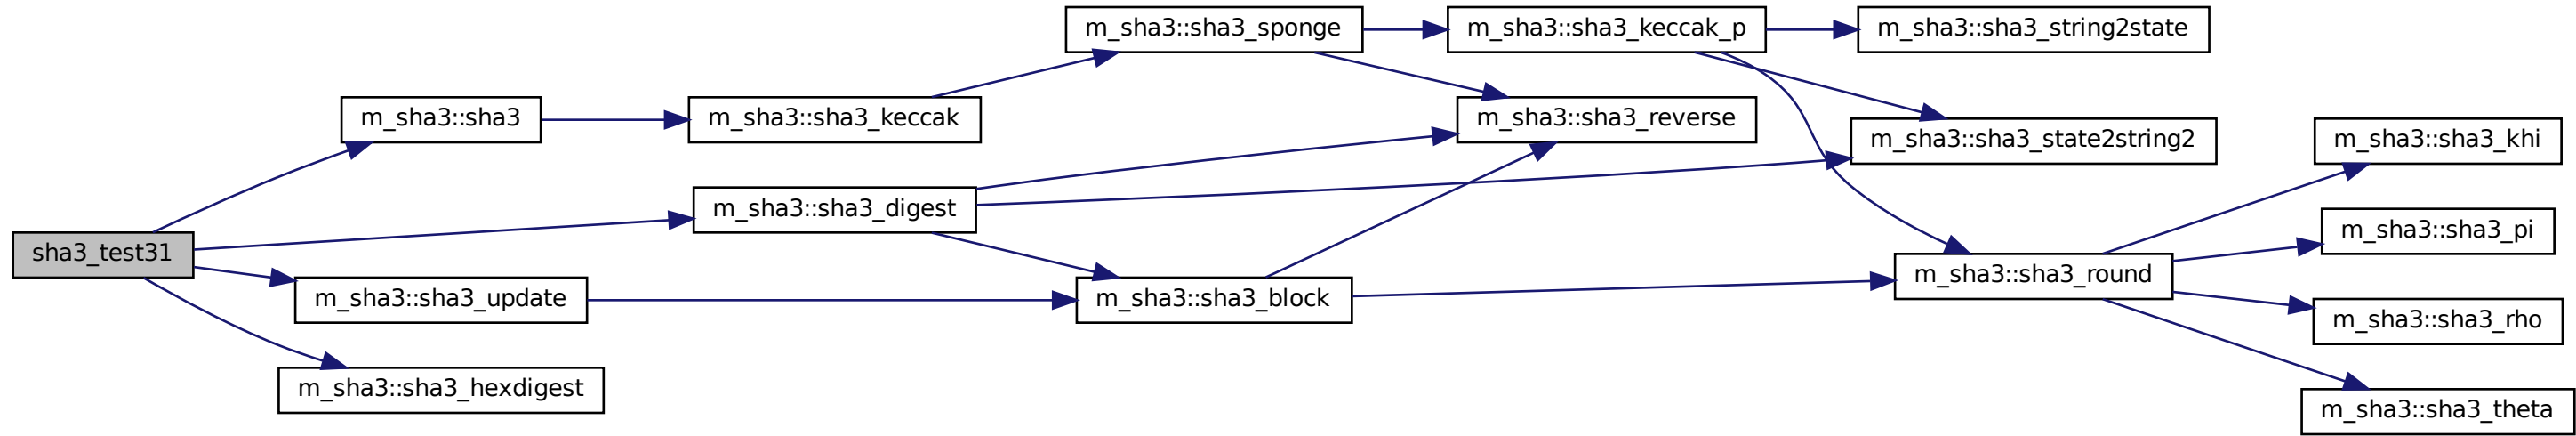 sha3_test31
m_sha3::sha3
m_sha3::sha3_keccak
m_sha3::sha3_sponge
m_sha3::sha3_keccak_p
m_sha3::sha3_string2state
m_sha3::sha3_reverse
m_sha3::sha3_state2string2
m_sha3::sha3_digest
m_sha3::sha3_khi
m_sha3::sha3_pi
m_sha3::sha3_update
m_sha3::sha3_block
m_sha3::sha3_round
m_sha3::sha3_rho
m_sha3::sha3_hexdigest
m_sha3::sha3_theta